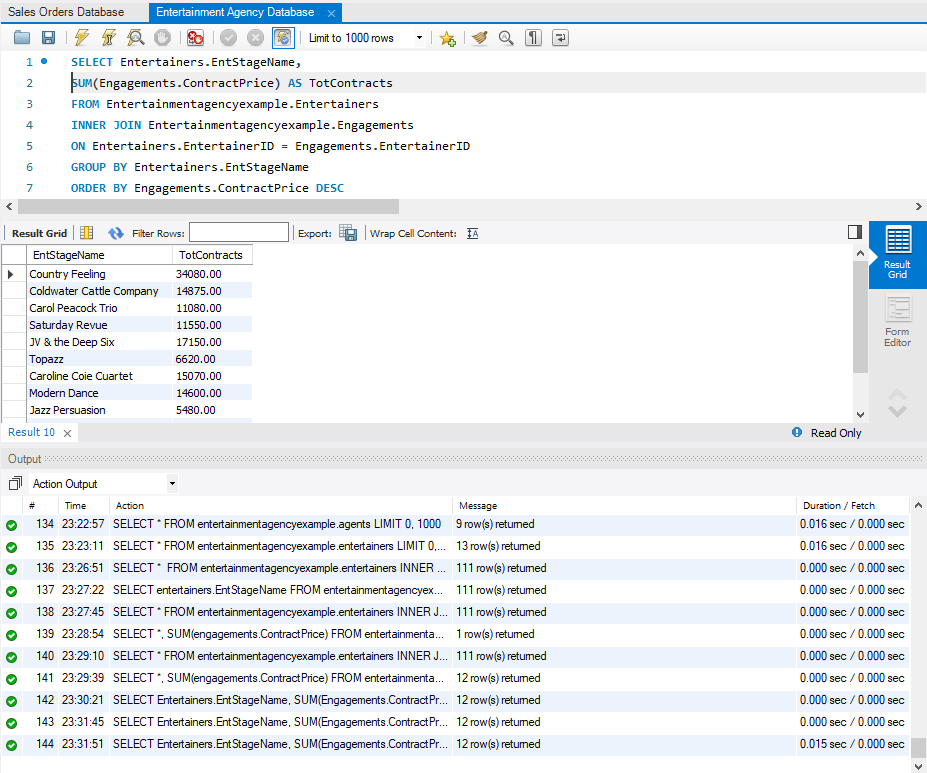 Sales Orders Database Entertainment Agency Database
Limit to 1000 rows
1 SELECT Entertainers.EntStageName,
2 SUM(Engagements.ContractPrice) AS TotContracts
3 FROM Entertainmentagencyexample.Entertainers
4 INNER JOIN Entertainmentagencyexample.Engagements
5 ON Entertainers.EntertainerID = Engagements.EntertainerID
6 GROUP BY Entertainers.EntStageName
7 ORDER BY Engagements.ContractPrice DESC
Result Grid Filter Rows: Export: Wrap Cell Content:
EntStageName TotContracts
Country Feeling 34080.00
Coldwater Cattle Company 14875.00
Carol Peacock Trio 11080.00
Saturday Revue 11550.00
JV & the Deep Six 17150.00
Topazz 6620.00
Caroline Coie Cuartet 15070.00
Modern Dance 14600.00
Jazz Persuasion 5480.00
Result
Grid
Form
Editor
Result 10 Read Only
Output
Action Output
# Time Action Message Duration / Fetch
134 23:22:57 SELECT * FROM entertainmentagencyexample.agents LIMIT 0, 1000 9 row(s) returned 0.016 sec / 0.000 sec
135 23:23:11 SELECT * FROM entertainmentagencyexample.entertainers LIMIT 0,... 13 row(s) returned 0.016 sec / 0.000 sec
136 23:26:51 SELECT * FROM entertainmentagencyexample.entertainers INNER ... 111 row(s) returned 0.000 sec / 0.000 sec
137 23:27:22 SELECT entertainers.EntStageName FROM entertainmentagencyex... 111 row(s) returned 0.000 sec / 0.000 sec
138 23:27:45 SELECT * FROM entertainmentagencyexample.entertainers INNER J... 111 row(s) returned 0.000 sec / 0.000 sec
139 23:28:54 SELECT *, SUM(engagements.ContractPrice) FROM entertainmenta... 1 row(s) returned 0.000 sec / 0.000 sec
140 23:29:10 SELECT * FROM entertainmentagencyexample.entertainers INNER J... 111 row(s) returned 0.000 sec / 0.000 sec
141 23:29:39 SELECT *, SUM(engagements.ContractPrice) FROM entertainmenta... 12 row(s) returned 0.000 sec / 0.000 sec
142 23:30:21 SELECT Entertainers.EntStageName, SUM(Engagements.ContractPr... 12 row(s) returned 0.000 sec / 0.000 sec
143 23:31:45 SELECT Entertainers.EntStageName, SUM(Engagements.ContractPr... 12 row(s) returned 0.000 sec / 0.000 sec
144 23:31:51 SELECT Entertainers.EntStageName, SUM(Engagements.ContractPr... 12 row(s) returned 0.015 sec / 0.000 sec